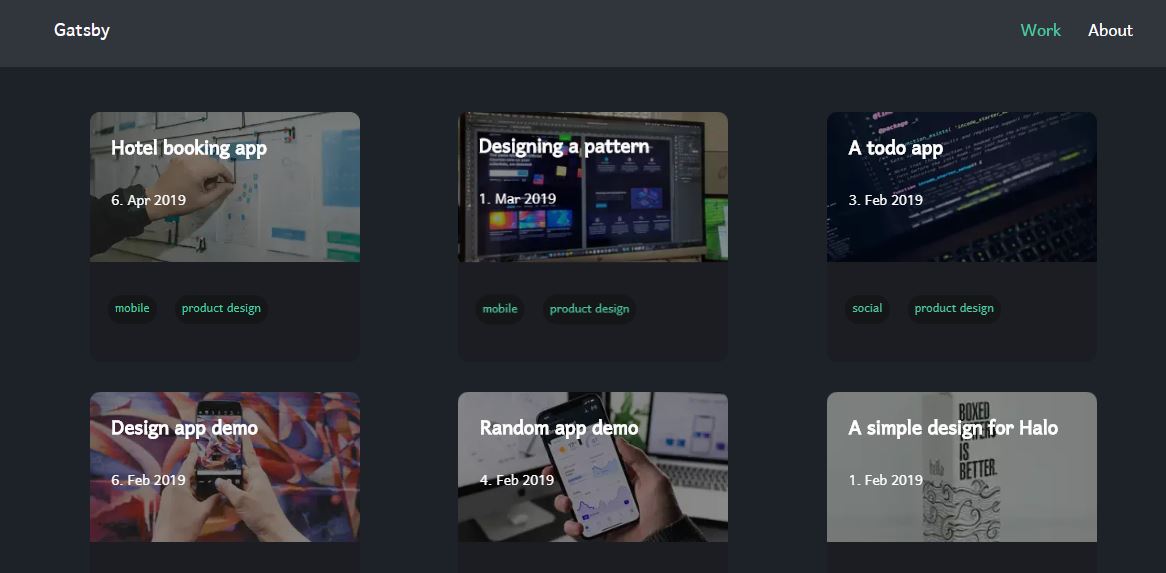 Gatsby
Work
About
Hotel booking app
6. Apr 2019
mobile
product design
Designing a pattern
1. Mar 2019
mobile
product design
A todo app
3. Feb 2019
social
product design
Design app demo
6. Feb 2019
Random app demo
4. Feb 2019
A simple design for Halo
1. Feb 2019
BOXED
IS
BETTER.